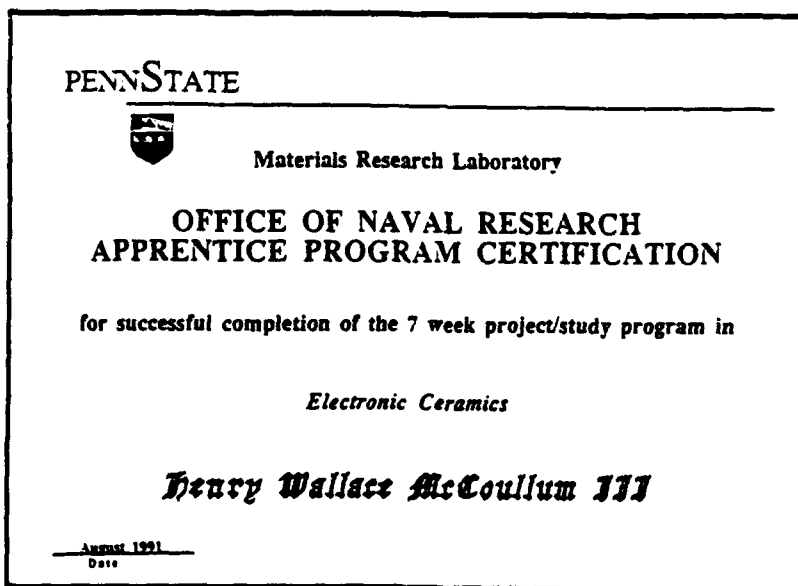 PENNSTATE
Materials Research Laboratory
OFFICE OF NAVAL RESEARCH
APPRENTICE PROGRAM CERTIFICATION
for successful completion of the 7 week project/study program in
Electronic Ceramics
Henry Wallace McCoullum III
August 1991
Date